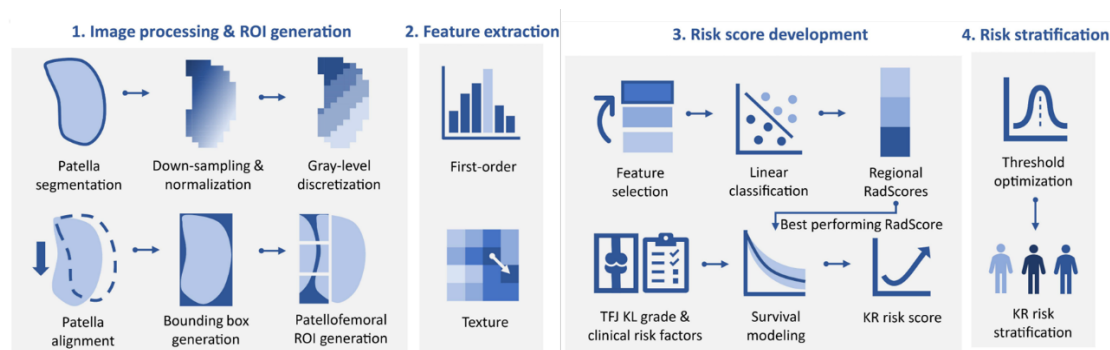 1. Image processing & ROI generation
Patella
segmentation
Down-sampling &
normalization
Gray-level
discretization
Patella
alignment
Bounding box
generation
Patellofemoral
ROI generation
2. Feature extraction
First-order
Texture
3. Risk score development
Feature
selection
Linear
classification
Regional
RadScores
Best performing RadScore
TFJ KL grade &
clinical risk factors
Survival
modeling
KR risk score
4. Risk stratification
Threshold
optimization
KR risk
stratification